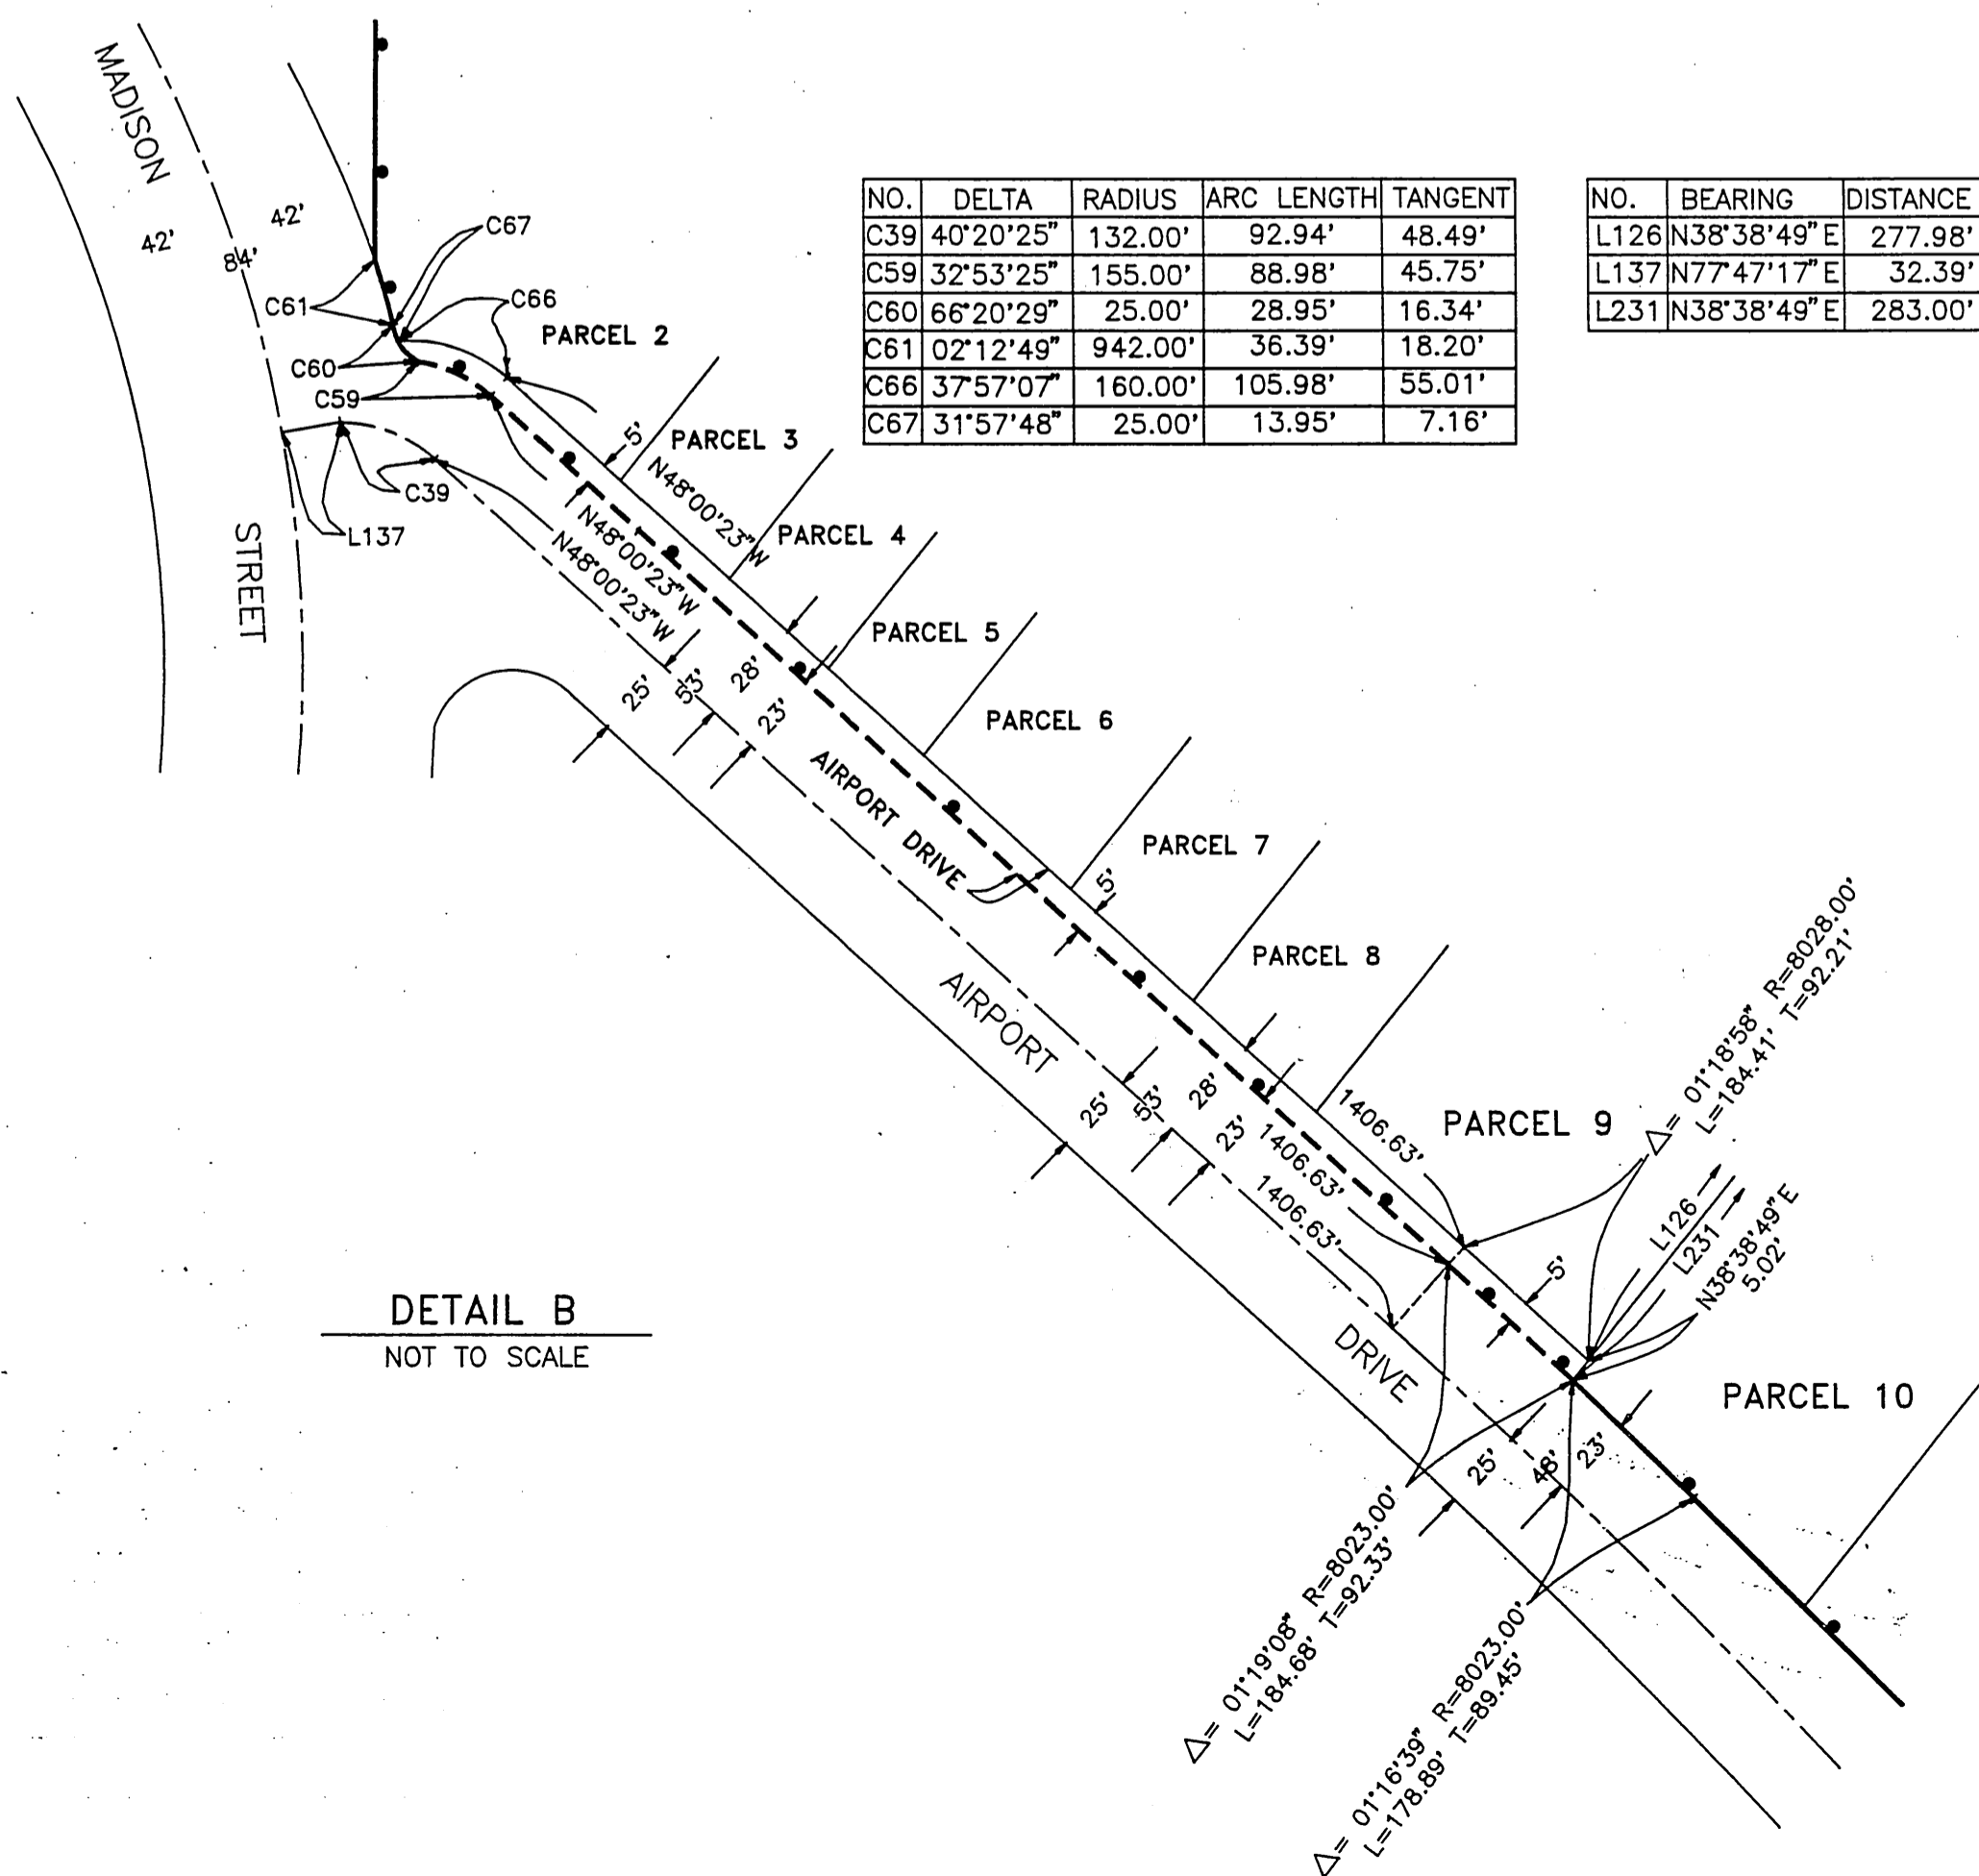 MADISON
STREET
42'
42'
84'
C67
C61
C66
C60
C59
C39
L137
PARCEL 2
PARCEL 3
PARCEL 4
PARCEL 5
PARCEL 6
PARCEL 7
PARCEL 8
PARCEL 9
PARCEL 10
NO. DELTA RADIUS ARC LENGTH TANGENT
C39 40°20'25" 132.00' 92.94' 48.49'
C59 32°53'25" 155.00' 88.98' 45.75'
C60 66°20'29" 25.00' 28.95' 16.34'
C61 02°12'49" 942.00' 36.39' 18.20'
C66 37°57'07" 160.00' 105.98' 55.01'
C67 31°57'48" 25.00' 13.95' 7.16'
NO. BEARING DISTANCE
L126 N38°38'49"E 277.98'
L137 N77°47'17"E 32.39'
L231 N38°38'49"E 283.00'
5'
N48°00'23"W
N48°00'23"W
N48°00'23"W
25'
53'
28'
23'
AIRPORT DRIVE
5'
AIRPORT
DRIVE
25'
53'
28'
23'
1406.63'
1406.63'
1406.63'
Δ= 01°18'58" R=8028.00'
L=184.41' T=92.21'
L126
L231
N38°38'49"E
5.02'
5'
25'
48'
23'
Δ= 01°19'08" R=8023.00'
L=184.68' T=92.33'
Δ= 01°16'39" R=8023.00'
L=178.89' T=89.45'
DETAIL B
NOT TO SCALE